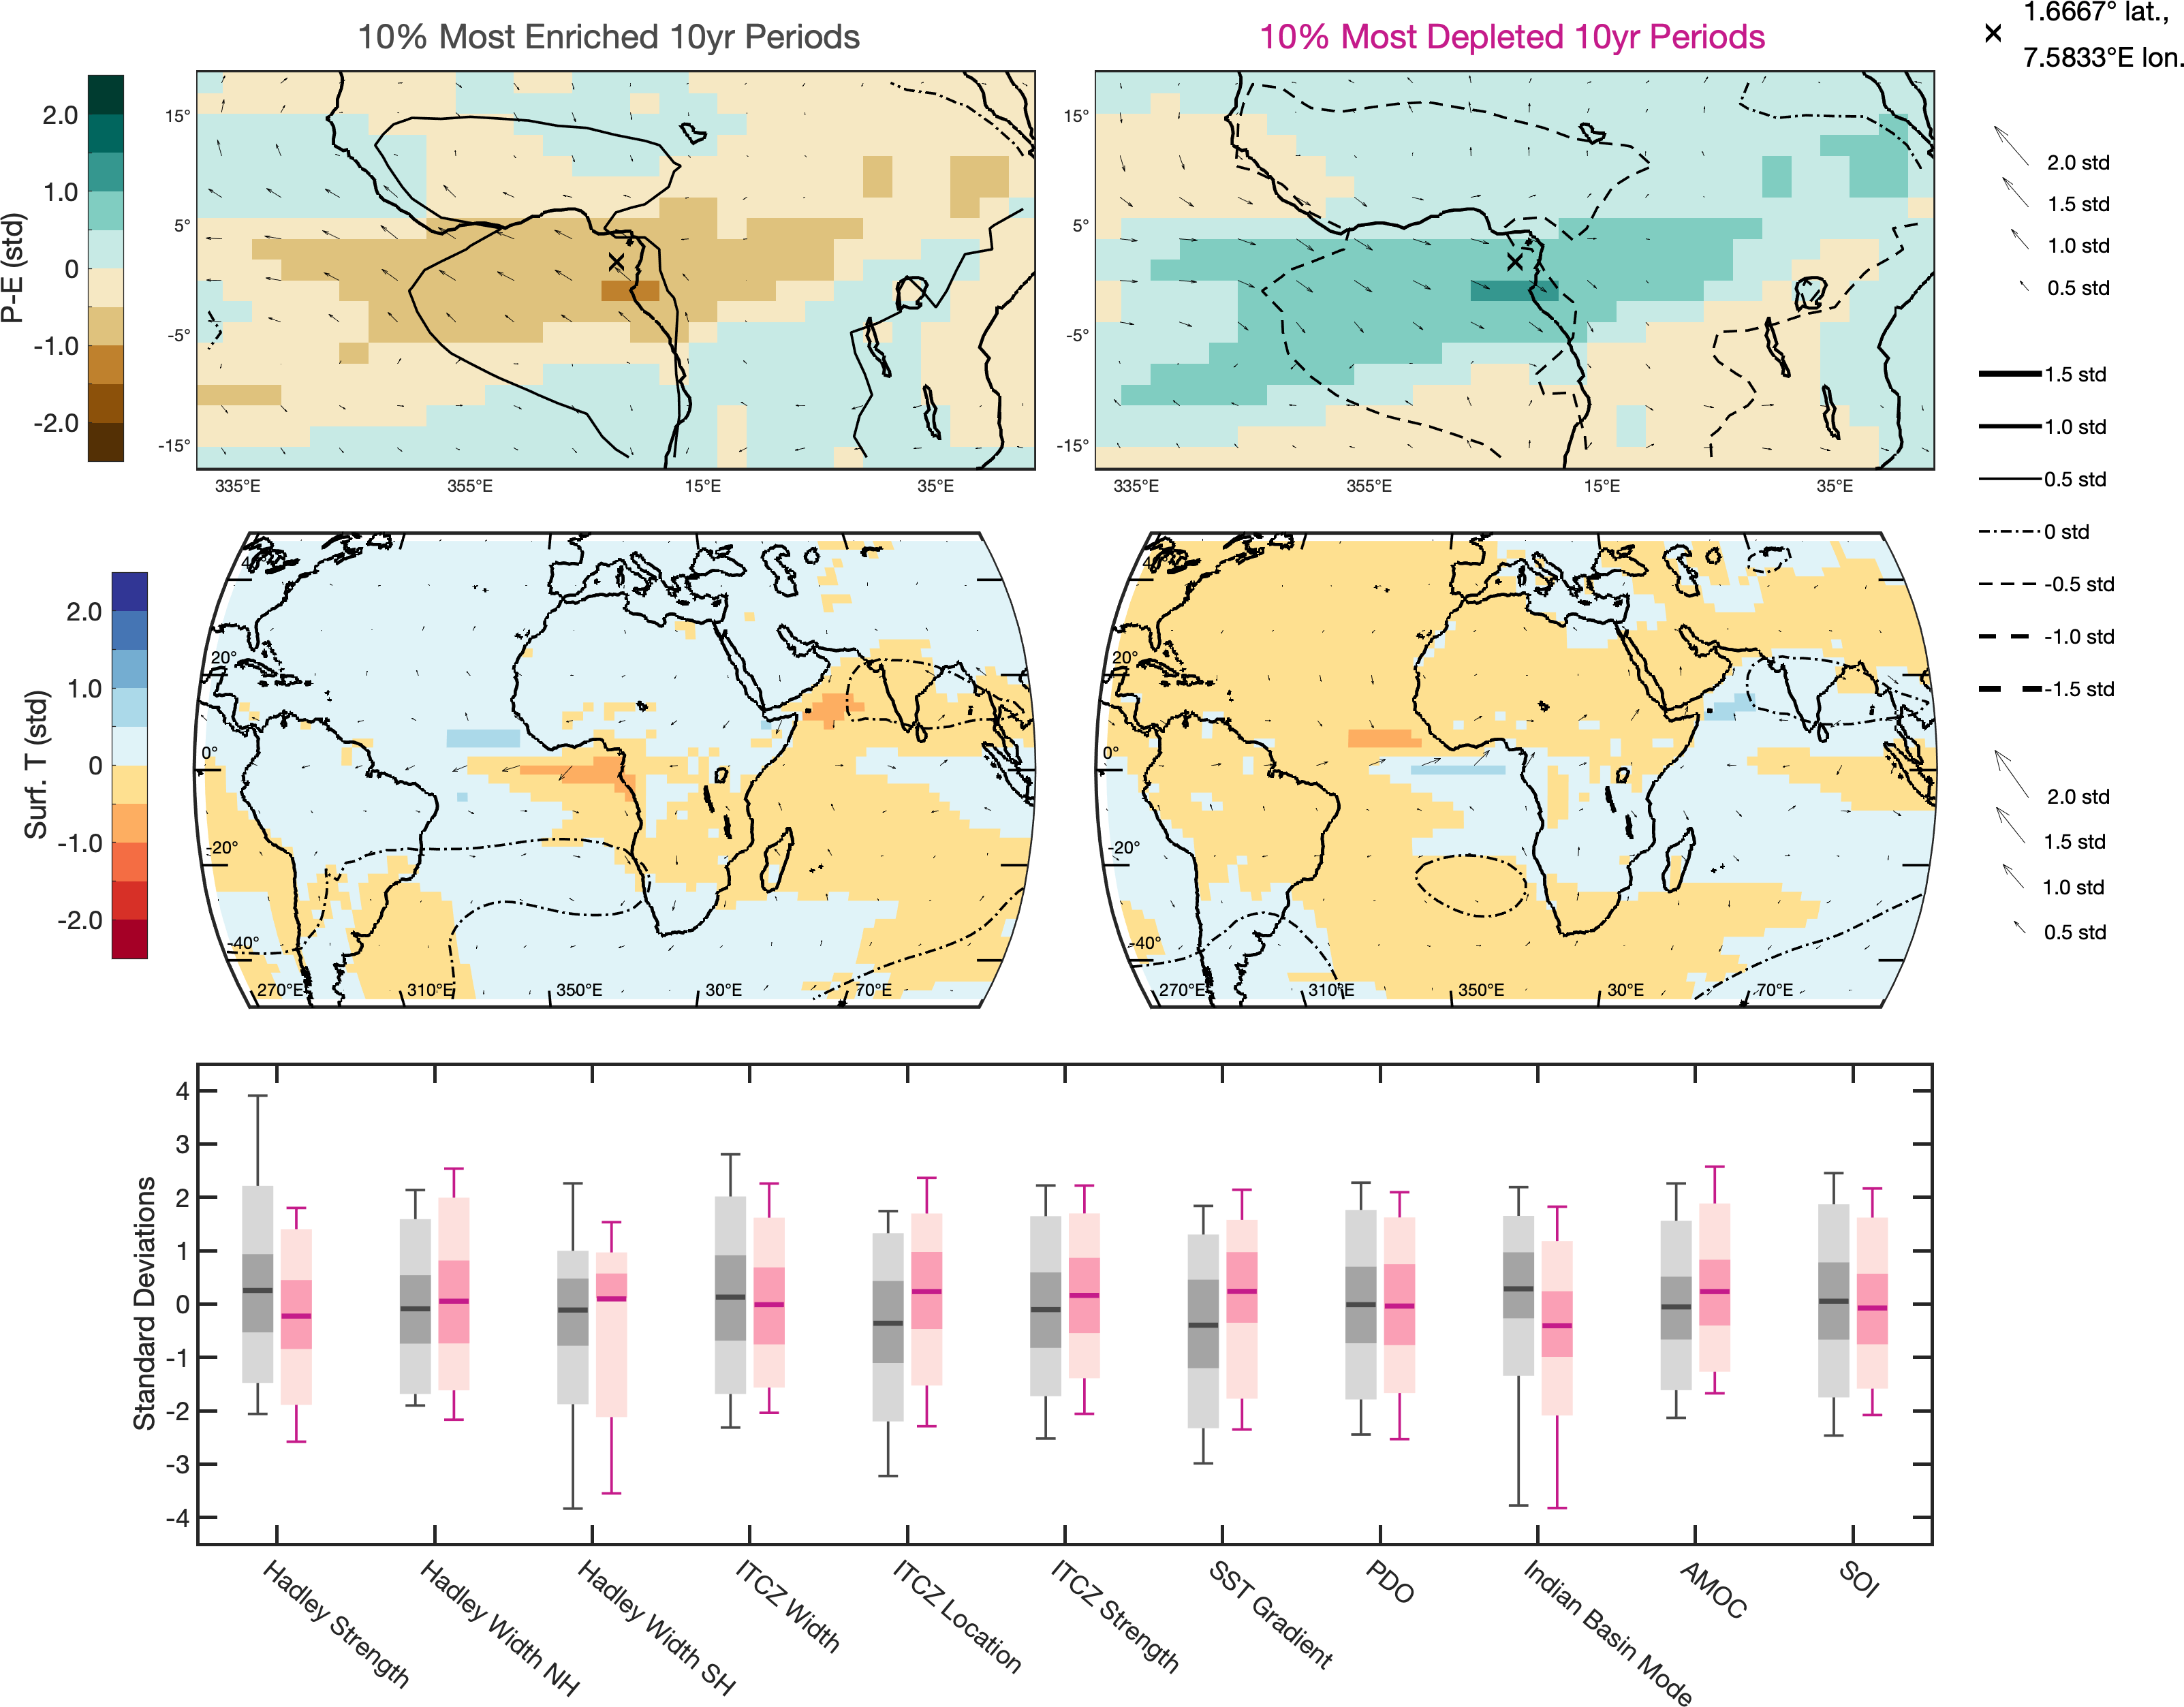 10% Most Enriched 10yr Periods
10% Most Depleted 10yr Periods
1.6667° lat.,
7.5833°E lon.
P-E (std)
2.0
1.0
0
-1.0
-2.0
15°
5°
-5°
-15°
335°E 355°E 15°E 35°E
15°
5°
-5°
-15°
335°E 355°E 15°E 35°E
2.0 std
1.5 std
1.0 std
0.5 std
1.5 std
1.0 std
0.5 std
0 std
-0.5 std
-1.0 std
-1.5 std
Surf. T (std)
2.0
1.0
0
-1.0
-2.0
40°
20°
0°
-20°
-40°
270°E 310°E 350°E 30°E 70°E
40°
20°
0°
-20°
-40°
270°E 310°E 350°E 30°E 70°E
2.0 std
1.5 std
1.0 std
0.5 std
Standard Deviations
4
3
2
1
0
-1
-2
-3
-4
Hadley Strength
Hadley Width NH
Hadley Width SH
ITCZ Width
ITCZ Location
ITCZ Strength
SST Gradient
PDO
Indian Basin Mode
AMOC
SOI